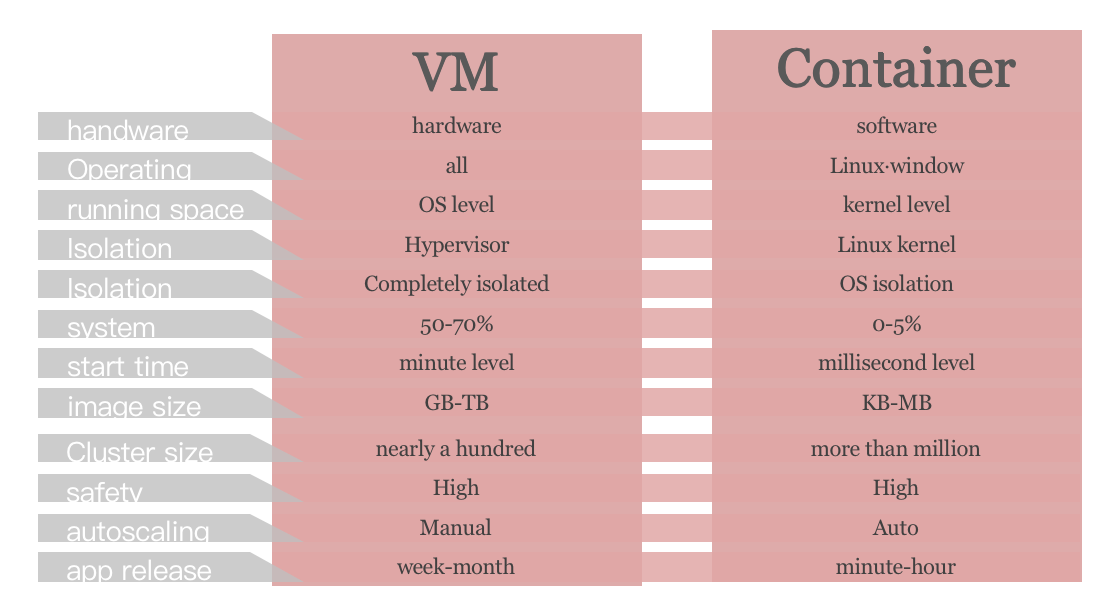 VM Container
handware hardware software
Operating all Linux·window
running space OS level kernel level
Isolation Hypervisor Linux kernel
Isolation Completely isolated OS isolation
system 50-70% 0-5%
start time minute level millisecond level
image size GB-TB KB-MB
Cluster size nearly a hundred more than million
safety High High
autoscaling Manual Auto
app release week-month minute-hour